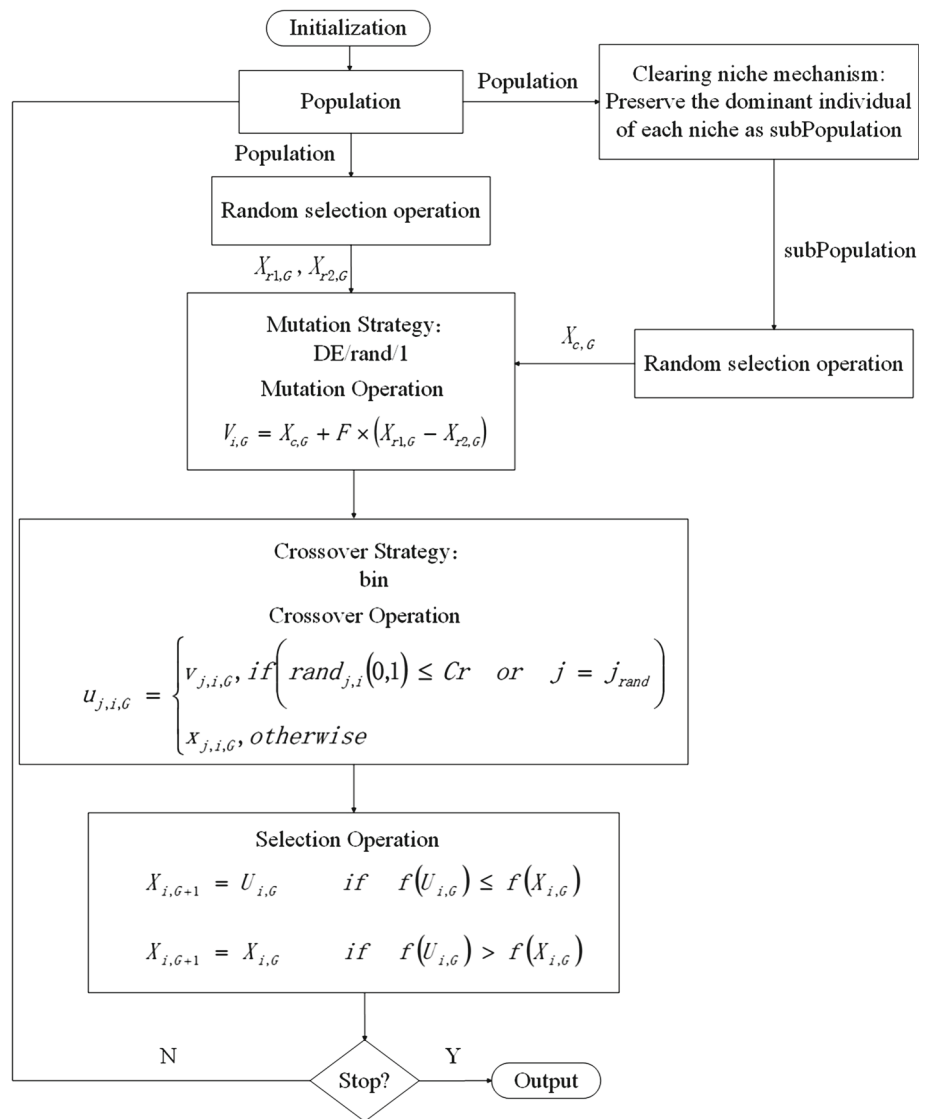 Initialization
Population
Population
Clearing niche mechanism:
Preserve the dominant individual
of each niche as subPopulation
Population
Random selection operation
subPopulation
X_{r1,G}, X_{r2,G}
Mutation Strategy:
DE/rand/1
Mutation Operation
V_{i,G} = X_{c,G} + F × (X_{r1,G} − X_{r2,G})
X_{c,G}
Random selection operation
Crossover Strategy:
bin
Crossover Operation
u_{j,i,G} = { v_{j,i,G}, if (rand_{j,i}(0,1) ≤ Cr or j = j_{rand})
x_{j,i,G}, otherwise
Selection Operation
X_{i,G+1} = U_{i,G} if f(U_{i,G}) ≤ f(X_{i,G})
X_{i,G+1} = X_{i,G} if f(U_{i,G}) > f(X_{i,G})
N
Stop?
Y
Output